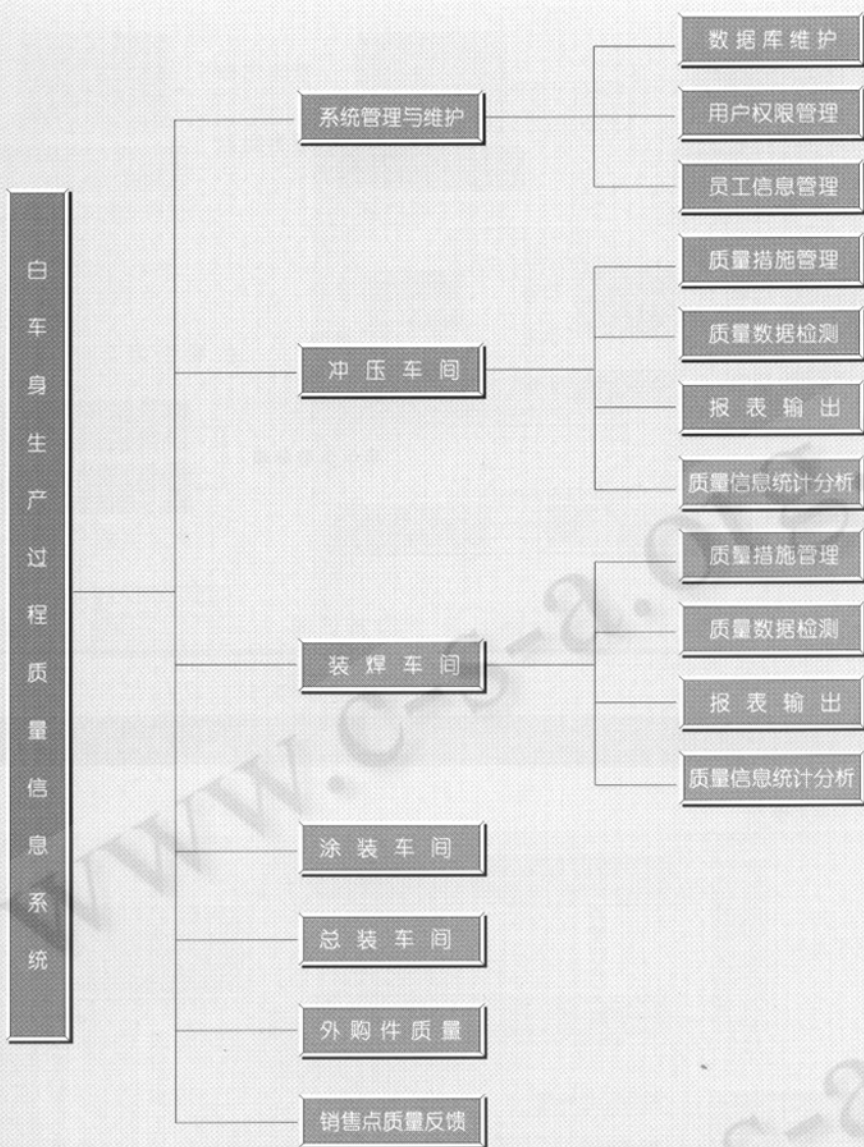 白车身生产过程质量信息系统
系统管理与维护
数据库维护
用户权限管理
员工信息管理
冲压车间
质量措施管理
质量数据检测
报表输出
质量信息统计分析
装焊车间
质量措施管理
质量数据检测
报表输出
质量信息统计分析
涂装车间
总装车间
外购件质量
销售点质量反馈
www.c-s-a.org